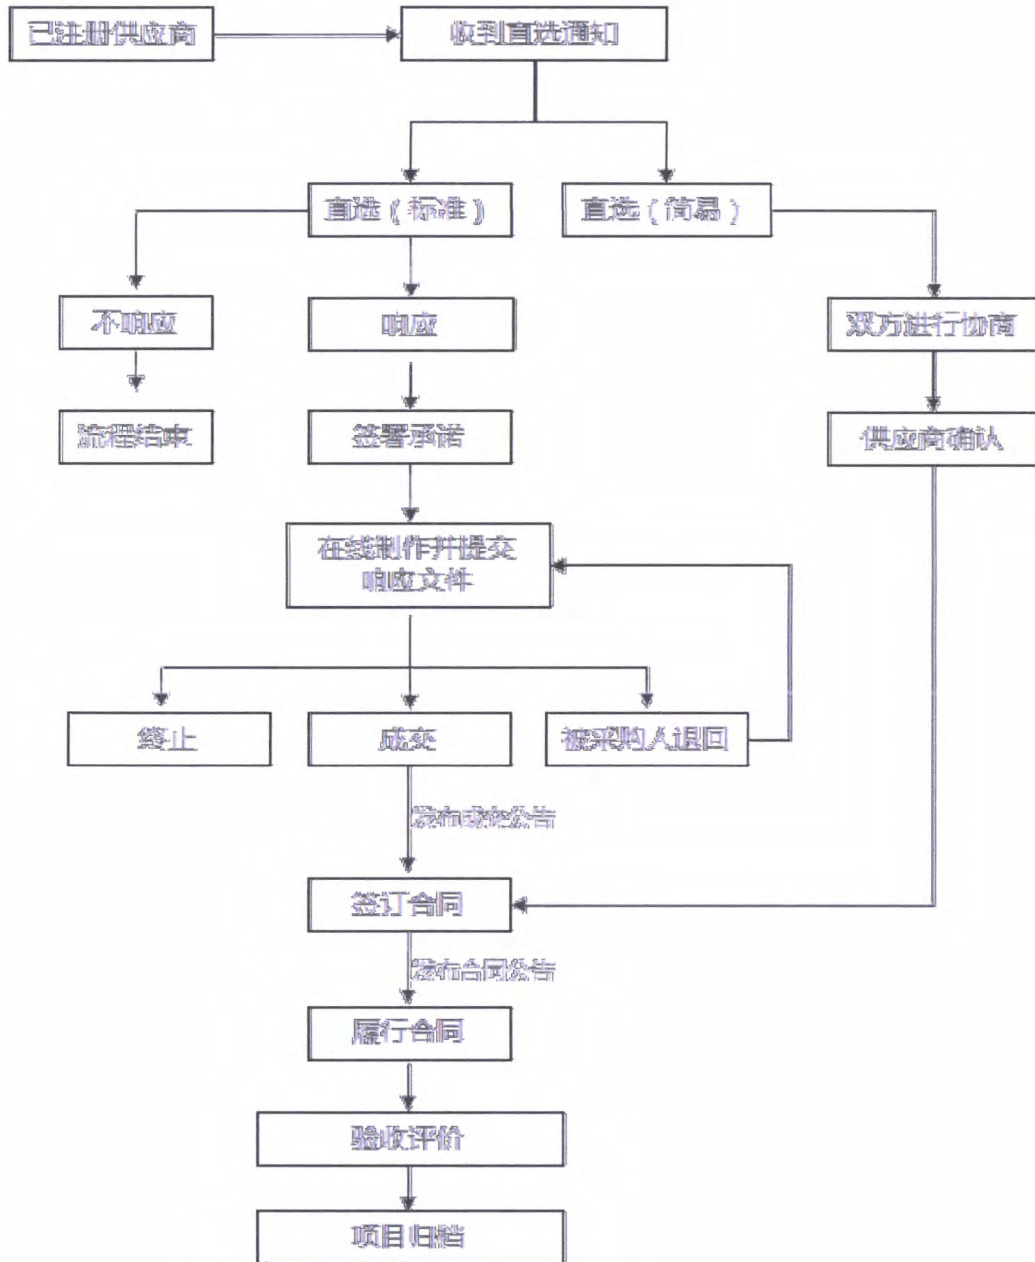 已注册供应商
收到直选通知
直选（标准）
直选（简易）
不响应
响应
双方进行协商
流程结束
签署承诺
供应商确认
在线制作并提交
响应文件
终止
成交
被采购人退回
发布成交公告
签订合同
发布合同公告
履行合同
验收评价
项目归档